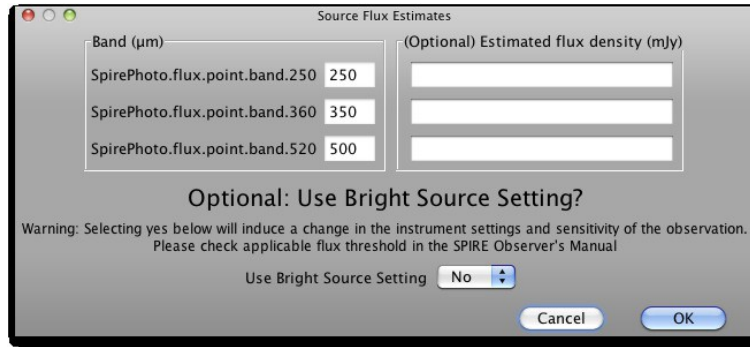 Source Flux Estimates
Band (µm)
(Optional) Estimated flux density (mJy)
SpirePhoto.flux.point.band.250 250
SpirePhoto.flux.point.band.360 350
SpirePhoto.flux.point.band.520 500
Optional: Use Bright Source Setting?
Warning: Selecting yes below will induce a change in the instrument settings and sensitivity of the observation.
Please check applicable flux threshold in the SPIRE Observer's Manual
Use Bright Source Setting No
Cancel OK